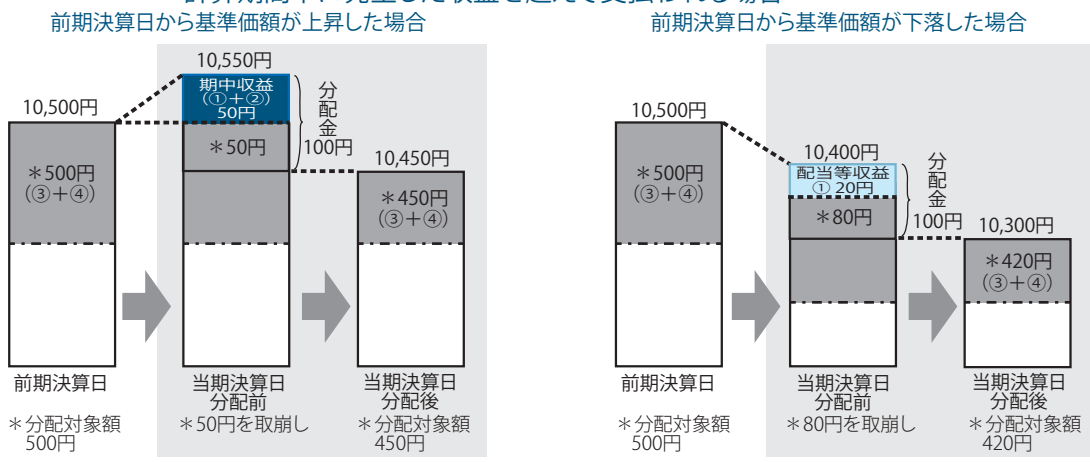 前期決算日から基準価額が上昇した場合
10,500円
＊500円
(③＋④)
10,550円
期中収益
(①＋②)
50円
＊50円
分配金
100円
10,450円
＊450円
(③＋④)
前期決算日
当期決算日
分配前
当期決算日
分配後
＊分配対象額
500円
＊50円を取崩し
＊分配対象額
450円
前期決算日から基準価額が下落した場合
10,500円
＊500円
(③＋④)
10,400円
配当等収益
① 20円
＊80円
分配金
100円
10,300円
＊420円
(③＋④)
前期決算日
当期決算日
分配前
当期決算日
分配後
＊分配対象額
500円
＊80円を取崩し
＊分配対象額
420円